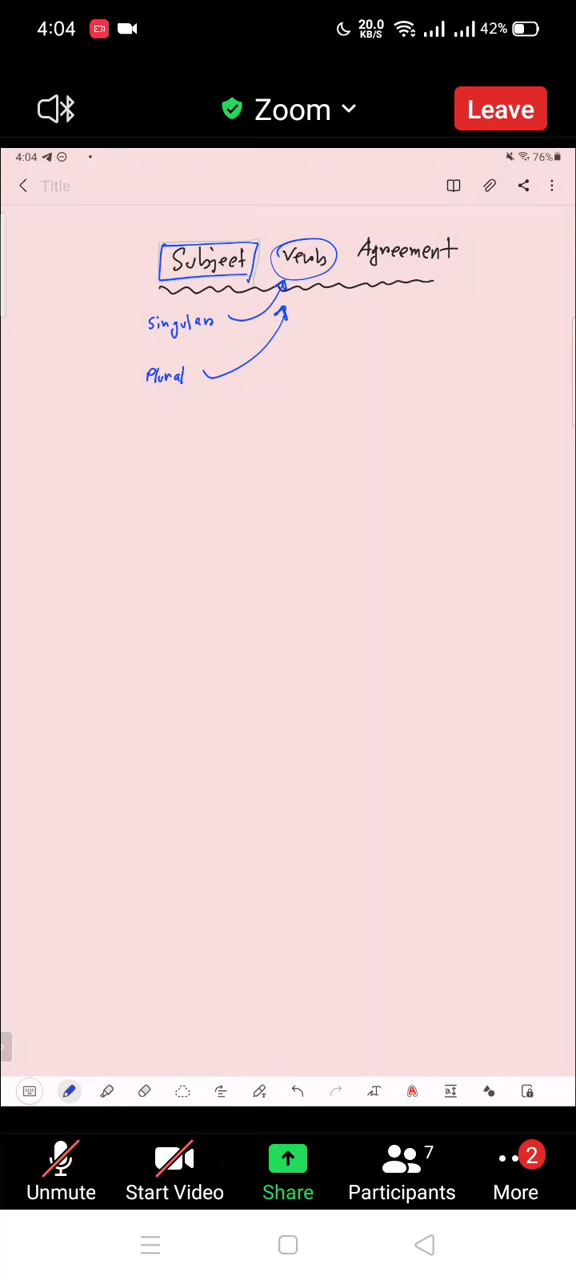 4:04 20.0 KB/S 42%
Zoom Leave
4:04 76%
Title
Subject Verb Agreement
Singular
Plural
Unmute Start Video Share Participants 7 More 2